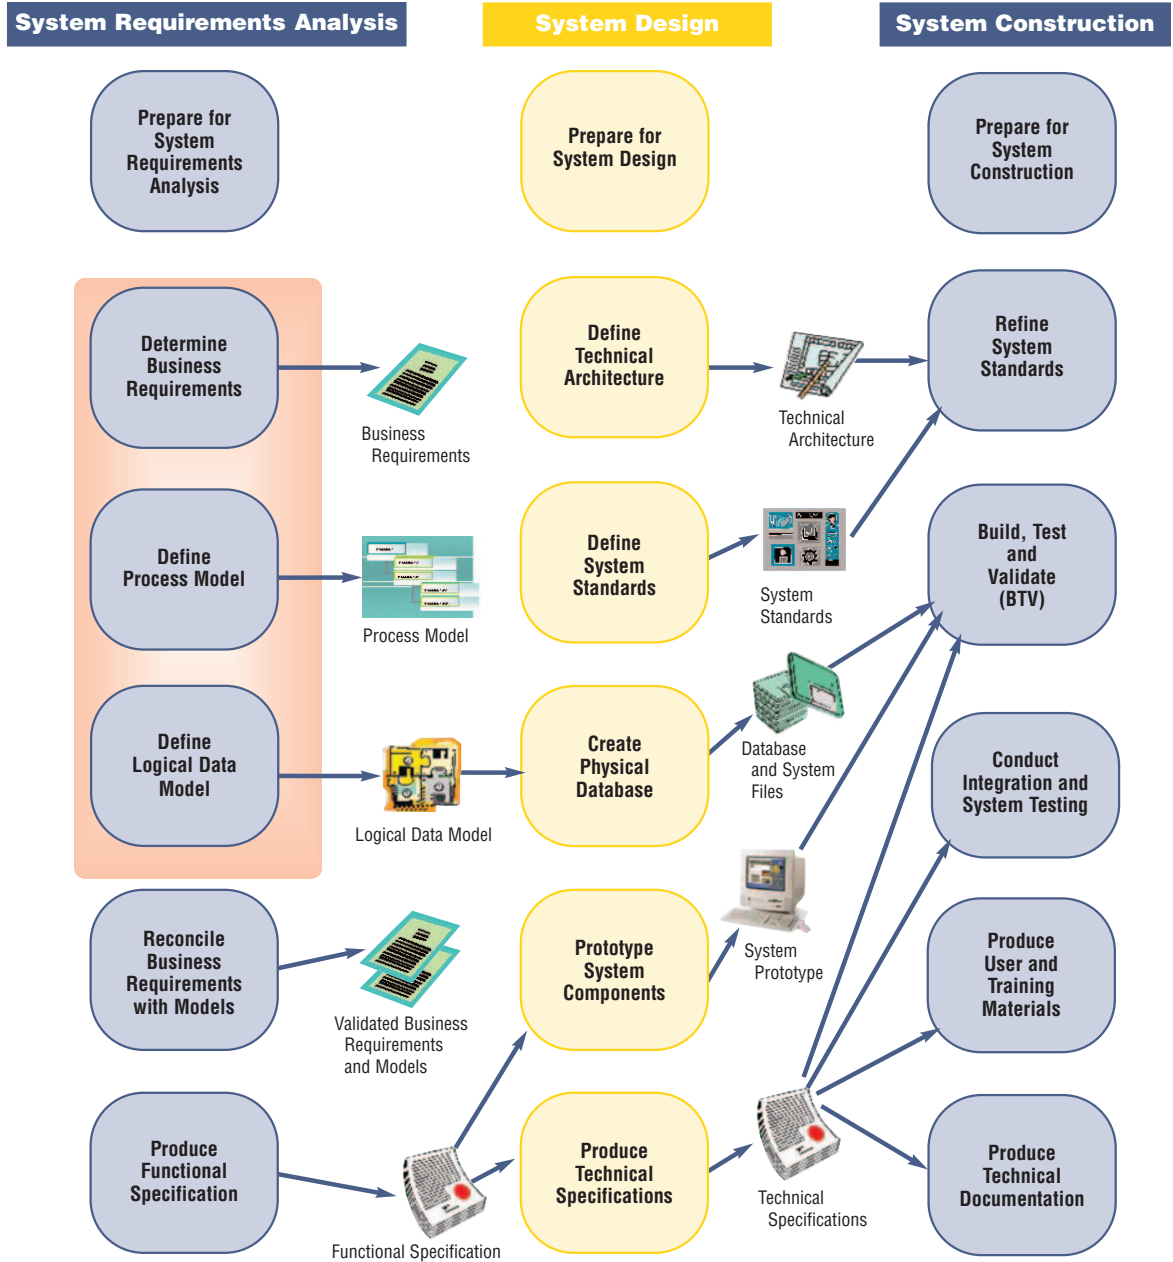 System Requirements Analysis
System Design
System Construction
Prepare for
System
Requirements
Analysis
Prepare for
System Design
Prepare for
System
Construction
Determine
Business
Requirements
Business
Requirements
Define
Technical
Architecture
Technical
Architecture
Refine
System
Standards
Define
Process Model
Process Model
Define
System
Standards
System
Standards
Build, Test
and
Validate
(BTV)
Define
Logical Data
Model
Logical Data Model
Create
Physical
Database
Database
and System
Files
Conduct
Integration and
System Testing
Reconcile
Business
Requirements
with Models
Validated Business
Requirements
and Models
Prototype
System
Components
System
Prototype
Produce
User and
Training
Materials
Produce
Functional
Specification
Functional Specification
Produce
Technical
Specifications
Technical
Specifications
Produce
Technical
Documentation